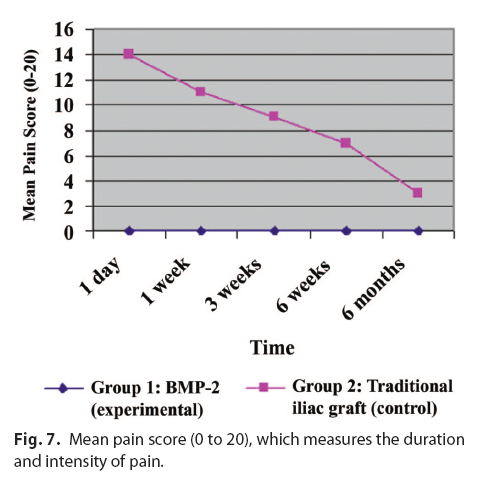 16
14
12
10
8
6
4
2
0
Mean Pain Score (0-20)
1 day
1 week
3 weeks
6 weeks
6 months
Time
Group 1: BMP-2
(experimental)
Group 2: Traditional
iliac graft (control)
Fig. 7. Mean pain score (0 to 20), which measures the duration
and intensity of pain.